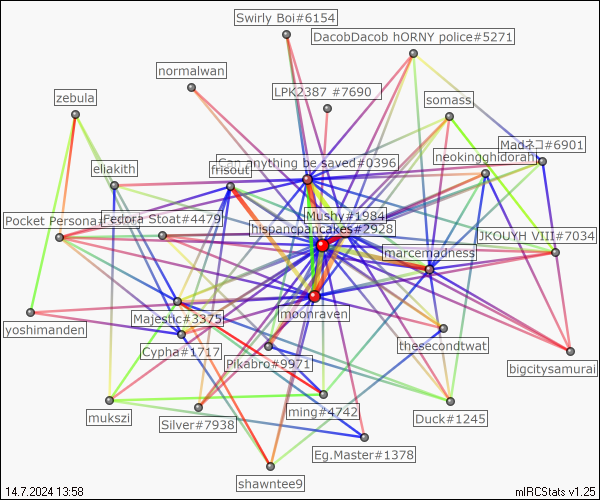 Swirly Boi#6154
DacobDacob hORNY police#5271
normalwan
LPK2387 #7690
zebula
somass
Madネコ#6901
neokingghidorah
eliakith
frisout
Can anything be saved#0396
Pocket Persona
Fedora Stoat#4479
Mushy#1984
hispanicpancakes#2928
JKOUYH VIII#7034
marcemadness
moonraven
Majestic#3375
yoshimanden
Cypha#1717
thesecondtwat
Pikabro#9971
bigcitysamurai
mukszi
Silver#7938
ming#4742
Duck#1245
Eg.Master#1378
shawntee9
14.7.2024 13:58
mIRCStats v1.25